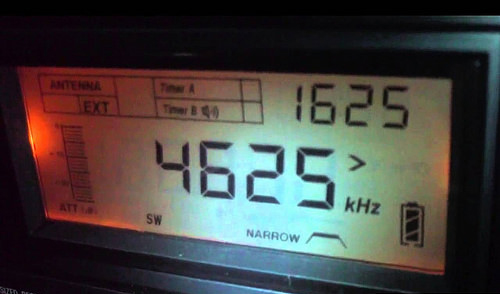 ANTENNA Timer A 1625
EXT Timer B
4625 kHz
ATT
SW
NARROW